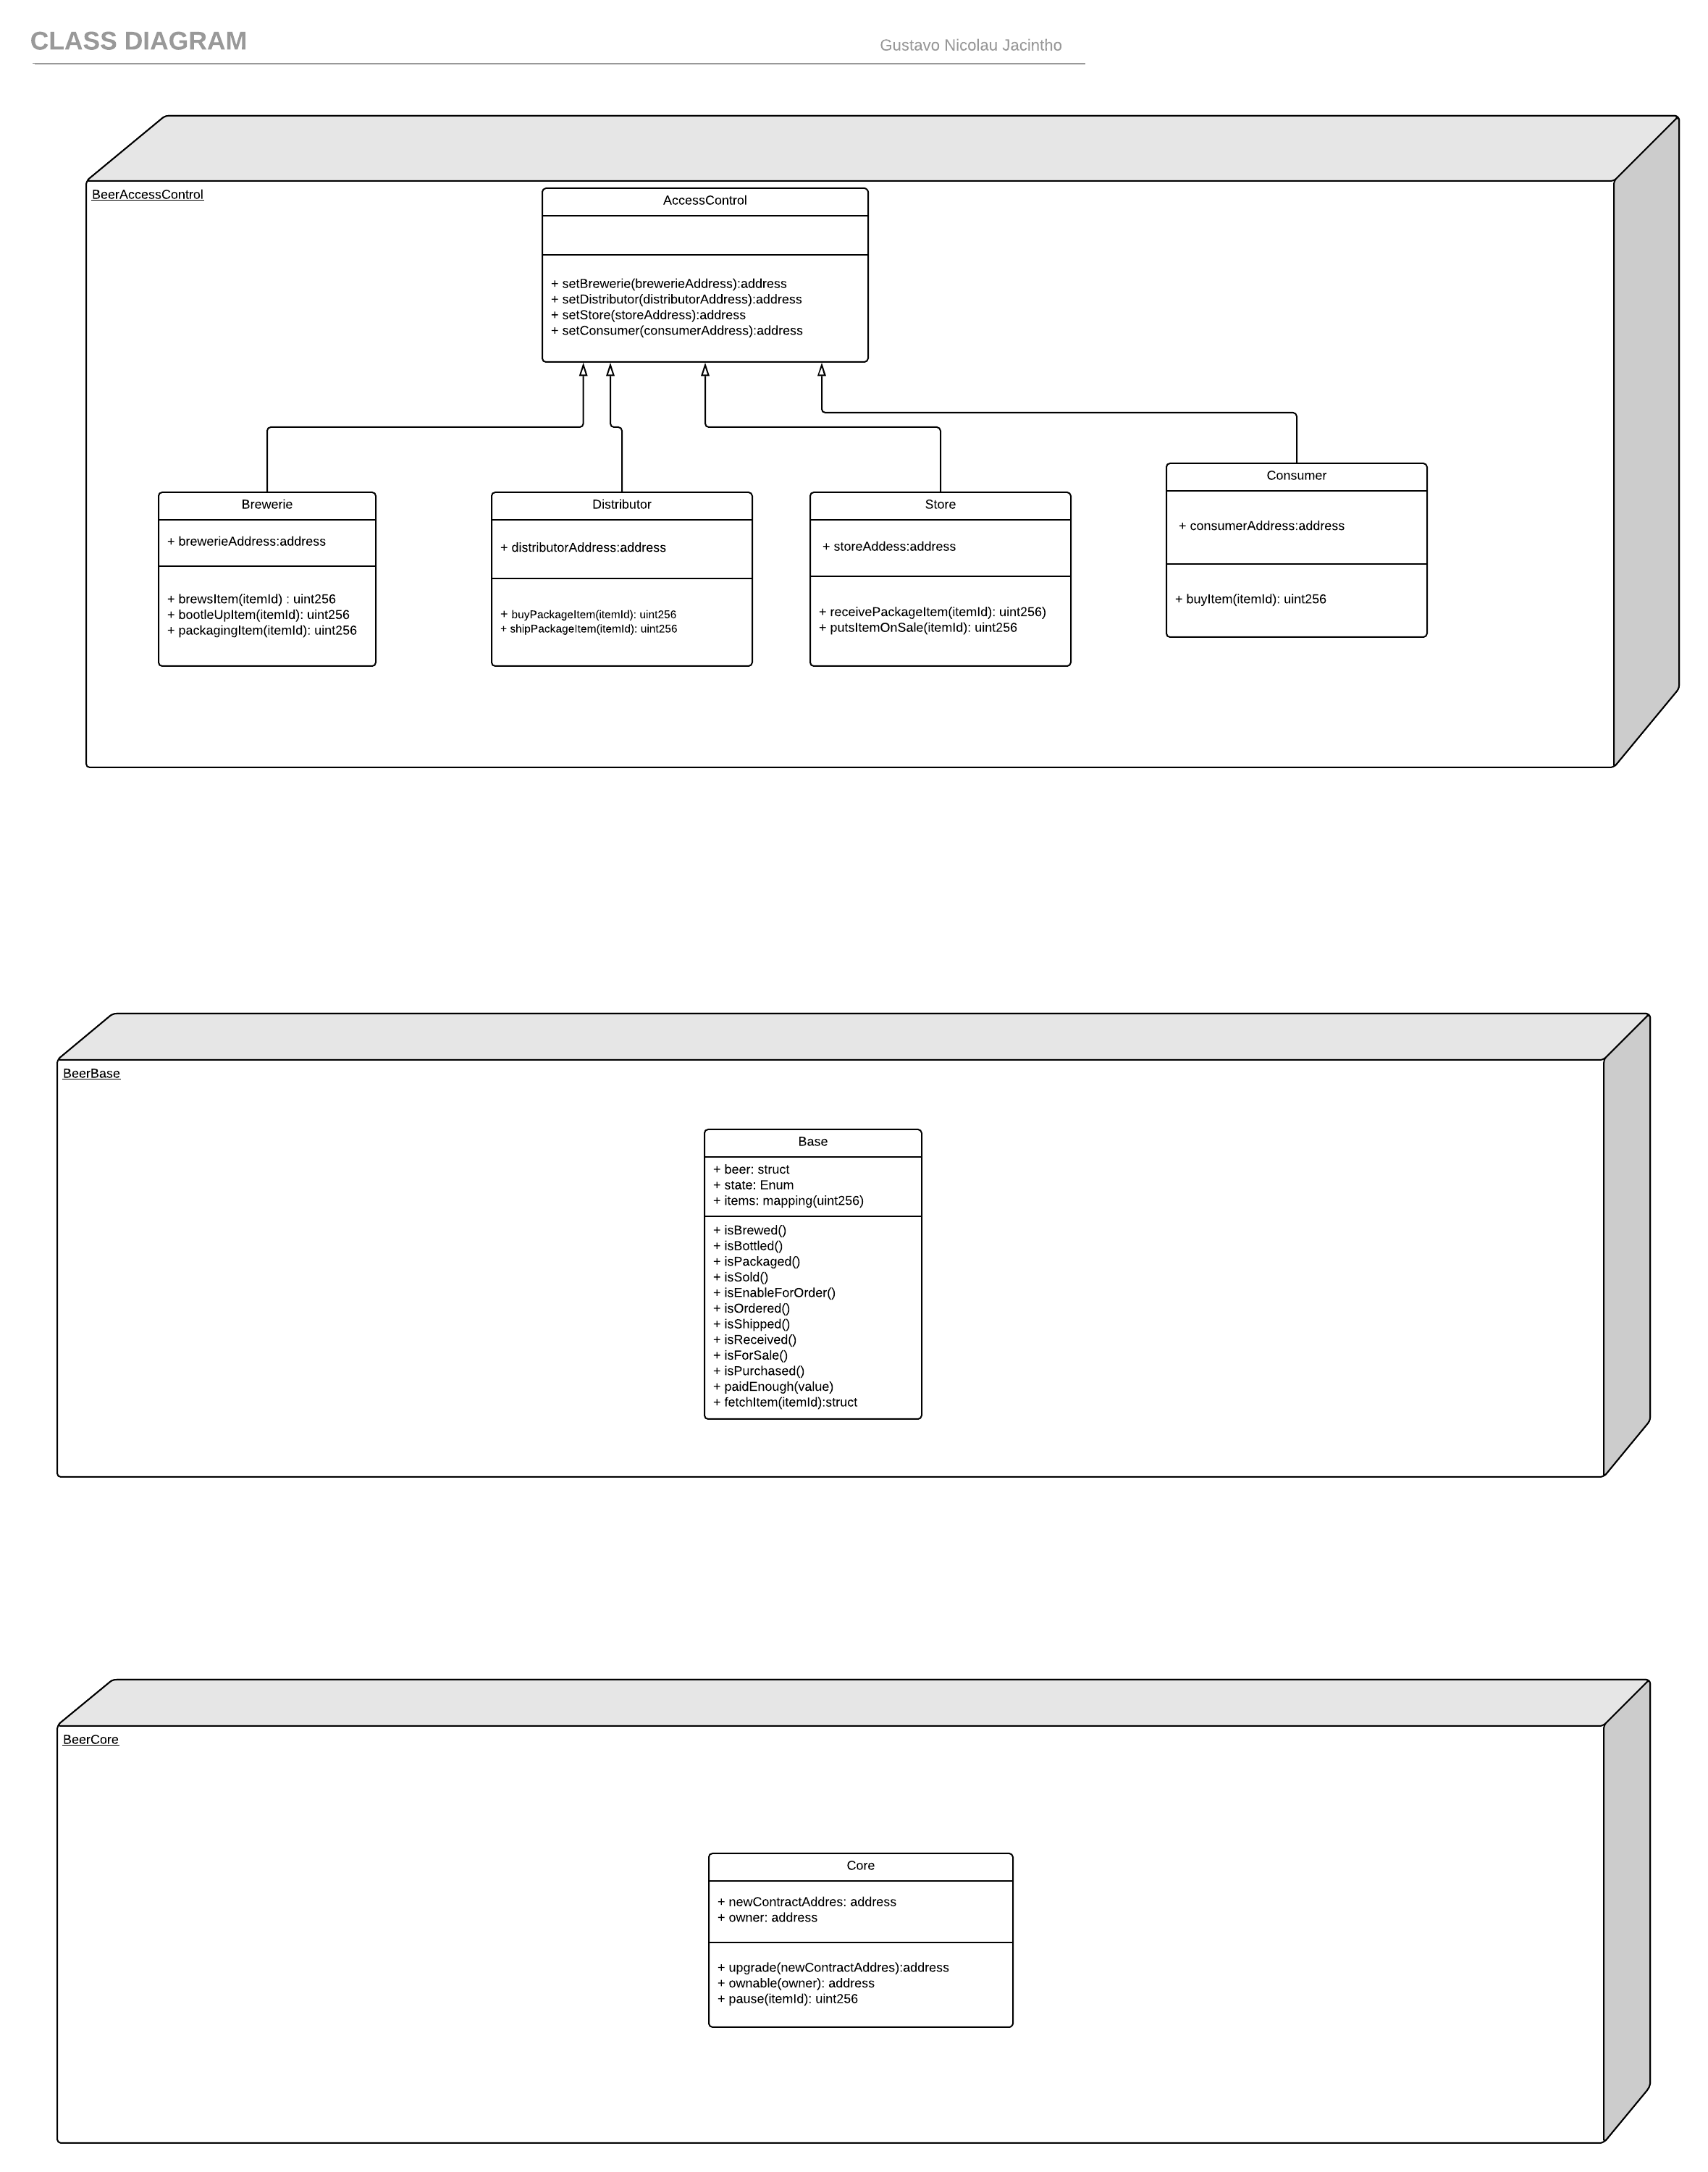 CLASS DIAGRAM
Gustavo Nicolau Jacintho
BeerAccessControl
AccessControl
+ setBrewerie(brewerieAddress):address
+ setDistributor(distributorAddress):address
+ setStore(storeAddress):address
+ setConsumer(consumerAddress):address
Brewerie
+ brewerieAddress:address
+ brewsItem(itemId) : uint256
+ bootleUpItem(itemId): uint256
+ packagingItem(itemId): uint256
Distributor
+ distributorAddress:address
+ buyPackageItem(itemId): uint256
+ shipPackageItem(itemId): uint256
Store
+ storeAddess:address
+ receivePackageItem(itemId): uint256)
+ putsItemOnSale(itemId): uint256
Consumer
+ consumerAddress:address
+ buyItem(itemId): uint256
BeerBase
Base
+ beer: struct
+ state: Enum
+ items: mapping(uint256)
+ isBrewed()
+ isBottled()
+ isPackaged()
+ isSold()
+ isEnableForOrder()
+ isOrdered()
+ isShipped()
+ isReceived()
+ isForSale()
+ isPurchased()
+ paidEnough(value)
+ fetchItem(itemId):struct
BeerCore
Core
+ newContractAddres: address
+ owner: address
+ upgrade(newContractAddres):address
+ ownable(owner): address
+ pause(itemId): uint256